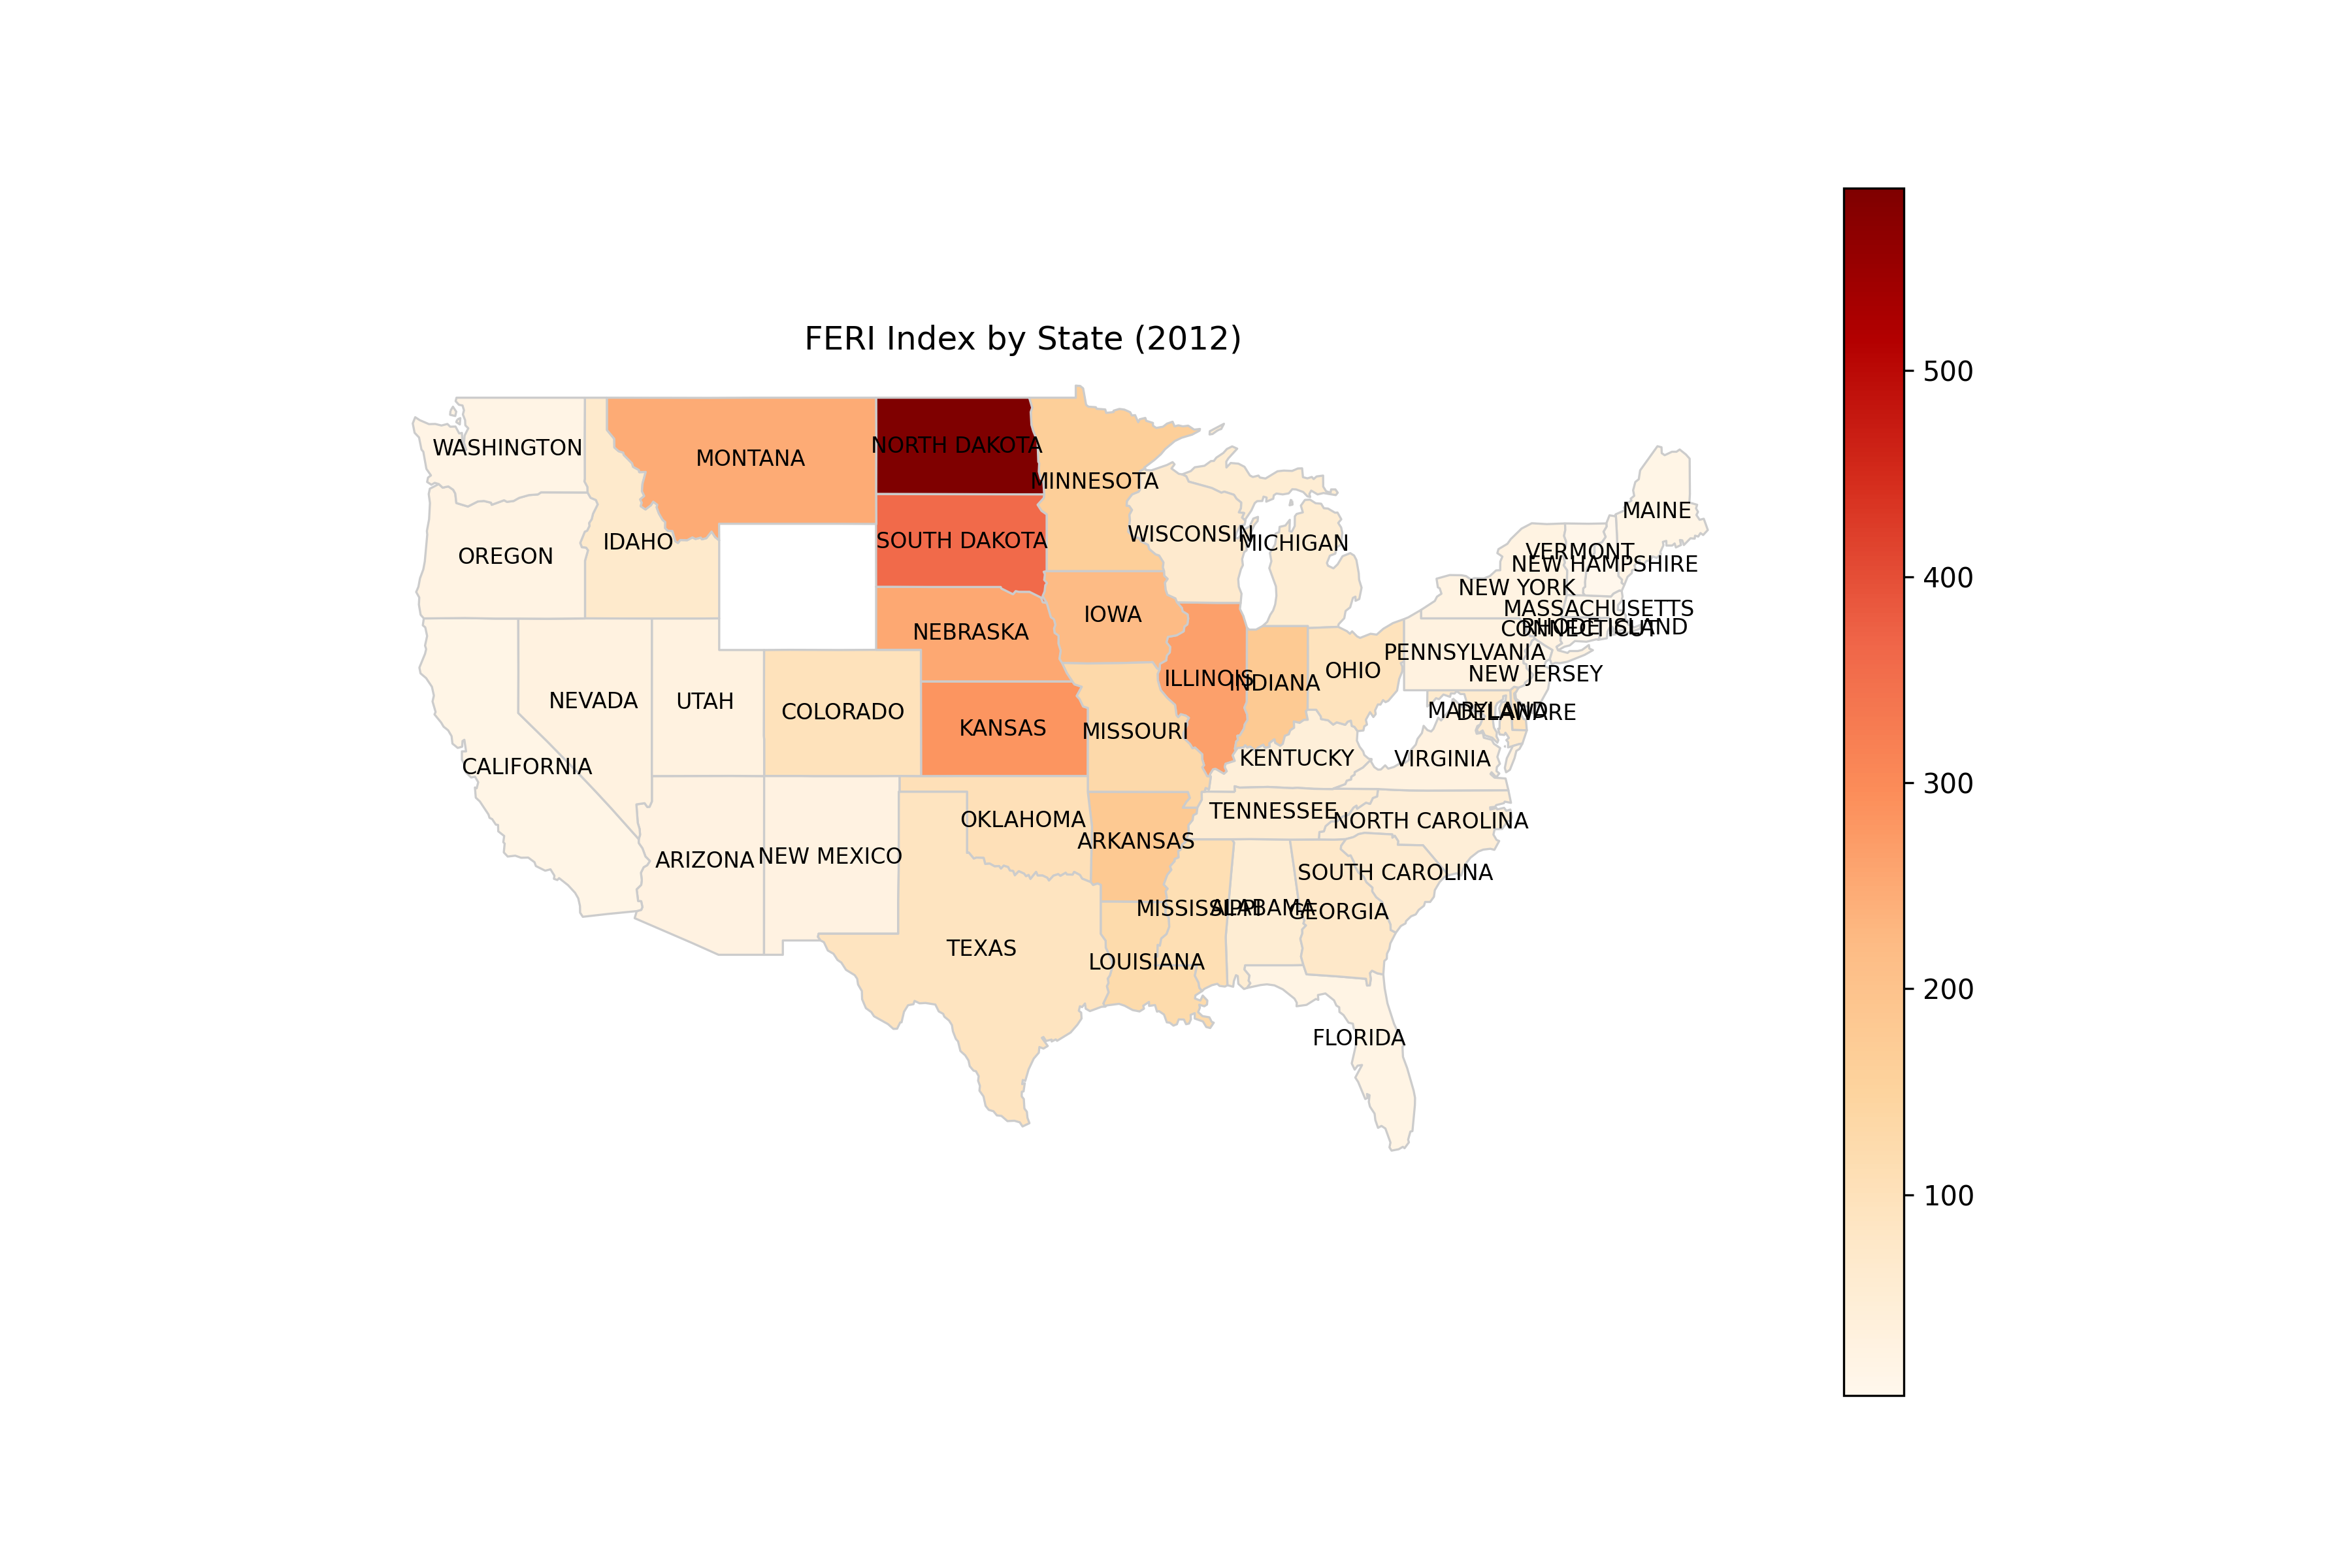 FERI Index by State (2012)
500
NORTH DAKOTA
WASHINGTON
MONTANA
MINNESOTA
MAINE
WISCONSIN
SOUTH DAKOTA
IDAHO
MICHIGAN
VERMONT
OREGON
NEW HAMPSHIRE
400
NEW YORK
MASSACHUSETTS
IOWA
RHODE ISLAND
CONNECTICUT
NEBRASKA
PENNSYLVANIA
OHIO
NEW JERSEY
ILLINOIS
INDIANA
NEVADA
UTAH
COLORADO
MARYLAND
DELAWARE
KANSAS
MISSOURI
KENTUCKY
VIRGINIA
CALIFORNIA
300
TENNESSEE
OKLAHOMA
NORTH CAROLINA
ARKANSAS
NEW MEXICO
ARIZONA
SOUTH CAROLINA
MISSISSIPPI
ALABAMA
GEORGIA
TEXAS
LOUISIANA
200
FLORIDA
100